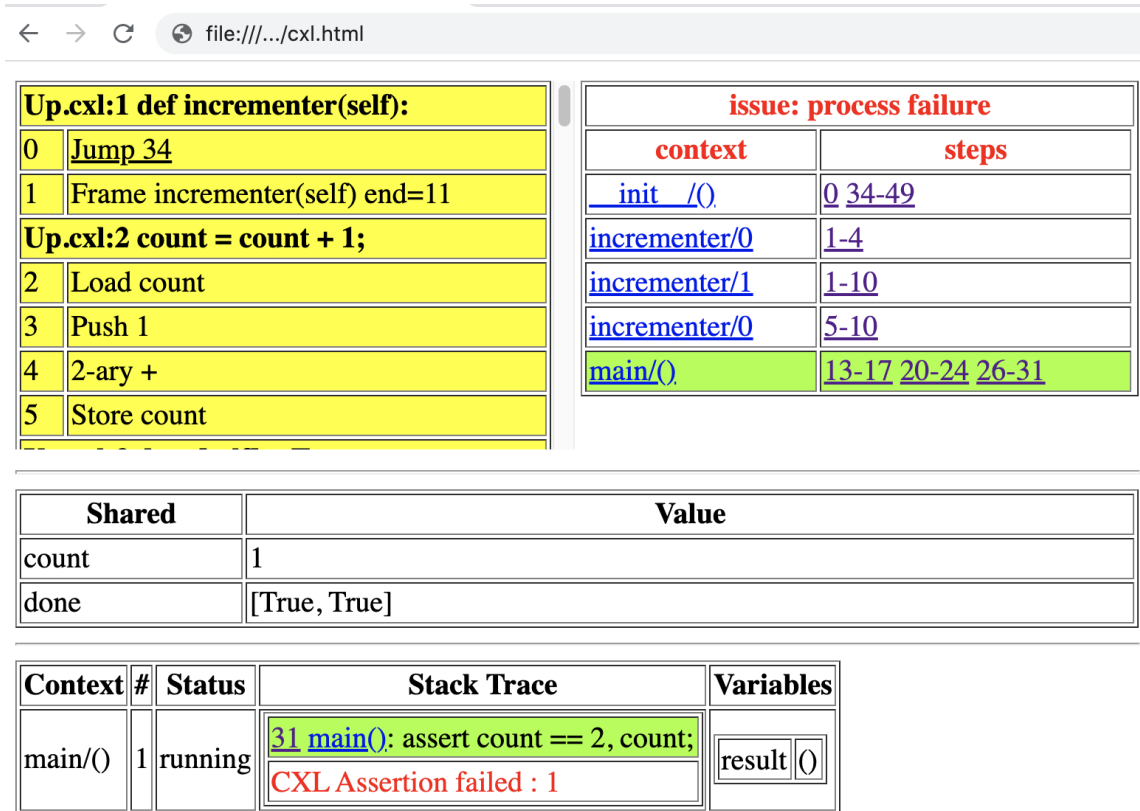 file:///.../cxl.html
Up.cxl:1 def incrementer(self):
0 Jump 34
1 Frame incrementer(self) end=11
Up.cxl:2 count = count + 1;
2 Load count
3 Push 1
4 2-ary +
5 Store count
issue: process failure
context steps
__init__/() 0 34-49
incrementer/0 1-4
incrementer/1 1-10
incrementer/0 5-10
main/() 13-17 20-24 26-31
Shared Value
count 1
done [True, True]
Context # Status Stack Trace Variables
main/() 1 running 31 main(): assert count == 2, count; result ()
CXL Assertion failed : 1